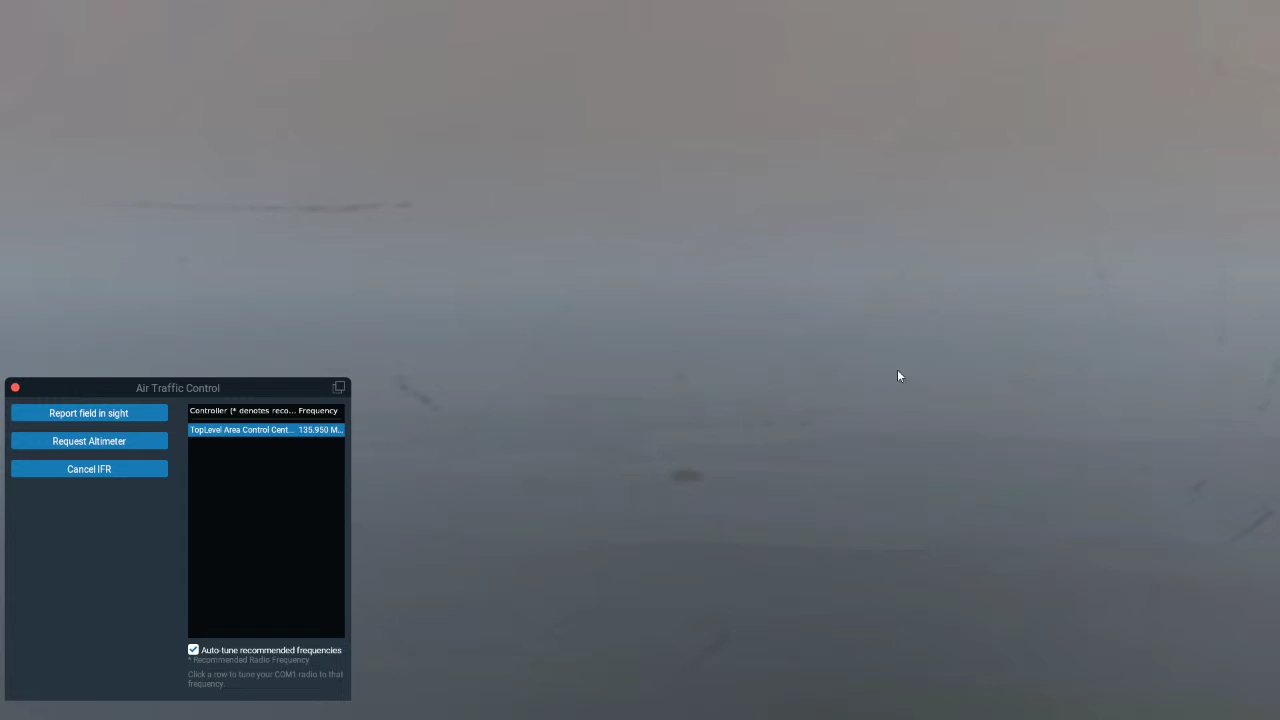 Air Traffic Control
Report field in sight
Request Altimeter
Cancel IFR
Controller (* denotes reco... Frequency
TopLevel Area Control Cent... 135.950 M...
Auto-tune recommended frequencies
* Recommended Radio Frequency
Click a row to tune your COM1 radio to that
frequency.